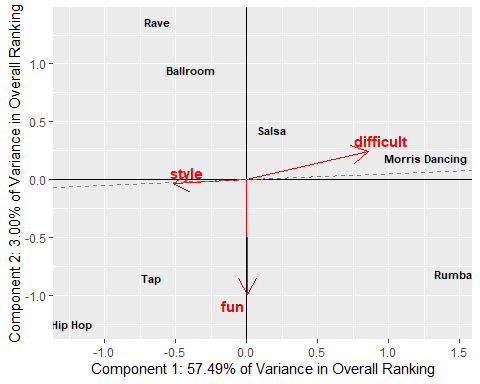 Component 2: 3.00% of Variance in Overall Ranking
Rave
1.0
Ballroom
0.5
Salsa
difficult
Morris Dancing
style
0.0
-0.5
Tap
Rumba
-1.0
fun
Hip Hop
-1.0
-0.5
0.0
0.5
1.0
1.5
Component 1: 57.49% of Variance in Overall Ranking